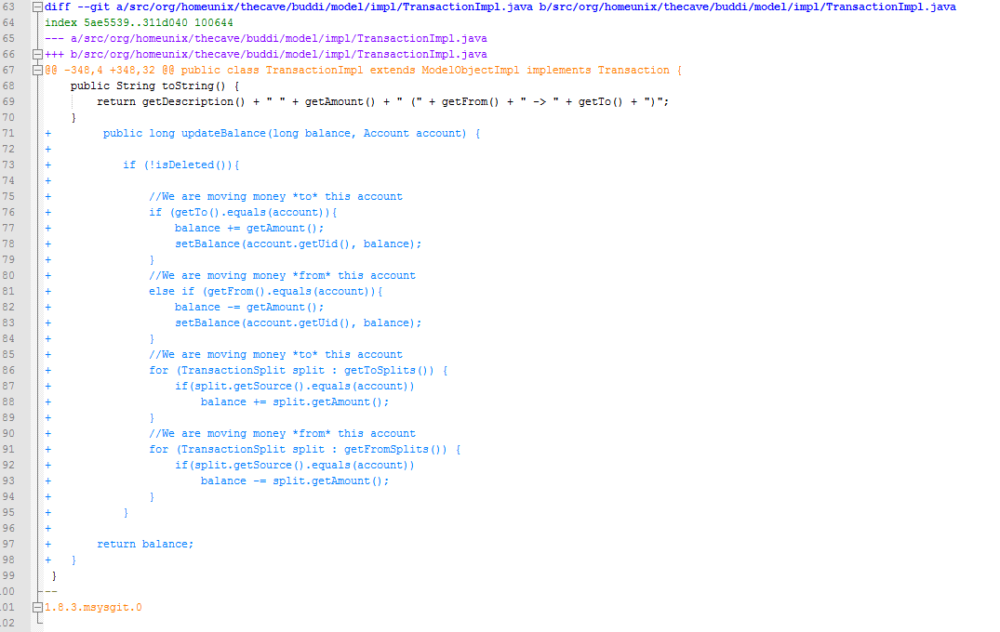 63 diff --git a/src/org/homeunix/thecave/buddi/model/impl/TransactionImpl.java b/src/org/homeunix/thecave/buddi/model/impl/TransactionImpl.java
64 index 5ae5539..311d040 100644
65 --- a/src/org/homeunix/thecave/buddi/model/impl/TransactionImpl.java
66 +++ b/src/org/homeunix/thecave/buddi/model/impl/TransactionImpl.java
67 @@ -348,4 +348,32 @@ public class TransactionImpl extends ModelObjectImpl implements Transaction {
68     public String toString() {
69         return getDescription() + " " + getAmount() + " (" + getFrom() + " -> " + getTo() + ")";
70     }
71 +        public long updateBalance(long balance, Account account) {
72 +
73 +           if (!isDeleted()){
74 +
75 +               //We are moving money *to* this account
76 +               if (getTo().equals(account)){
77 +                   balance += getAmount();
78 +                   setBalance(account.getUid(), balance);
79 +               }
80 +               //We are moving money *from* this account
81 +               else if (getFrom().equals(account)){
82 +                   balance -= getAmount();
83 +                   setBalance(account.getUid(), balance);
84 +               }
85 +               //We are moving money *to* this account
86 +               for (TransactionSplit split : getToSplits()) {
87 +                   if(split.getSource().equals(account))
88 +                       balance += split.getAmount();
89 +               }
90 +               //We are moving money *from* this account
91 +               for (TransactionSplit split : getFromSplits()) {
92 +                   if(split.getSource().equals(account))
93 +                       balance -= split.getAmount();
94 +               }
95 +           }
96 +
97 +       return balance;
98 +   }
99  }
00 --
01 1.8.3.msysgit.0
02